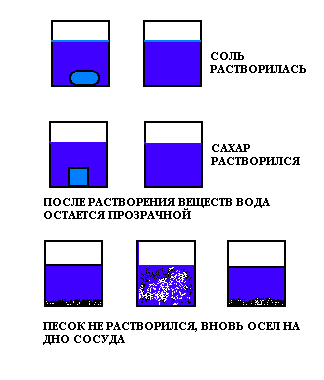 СОЛЬ
РАСТВОРИЛАСЬ
САХАР
РАСТВОРИЛСЯ
ПОСЛЕ РАСТВОРЕНИЯ ВЕЩЕСТВ ВОДА
ОСТАЕТСЯ ПРОЗРАЧНОЙ
ПЕСОК НЕ РАСТВОРИЛСЯ, ВНОВЬ ОСЕЛ НА
ДНО СОСУДА